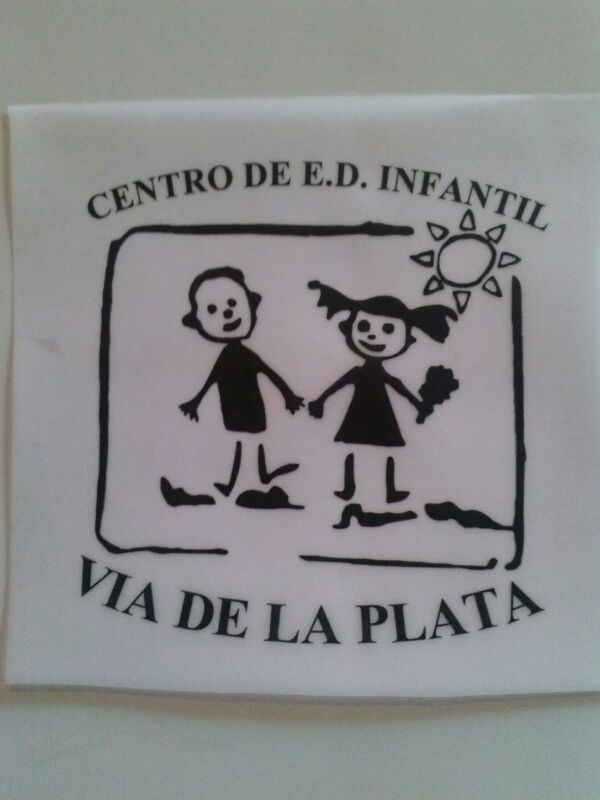 CENTRO DE E.D. INFANTIL
VIA DE LA PLATA